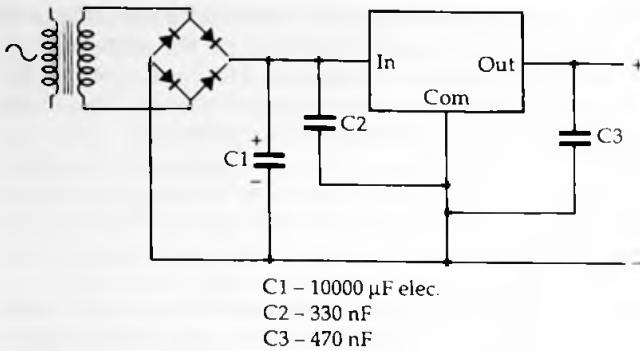 In
Out
+
Com
C2
C3
+
C1
−
−
C1 – 10000 µF elec.
C2 – 330 nF
C3 – 470 nF